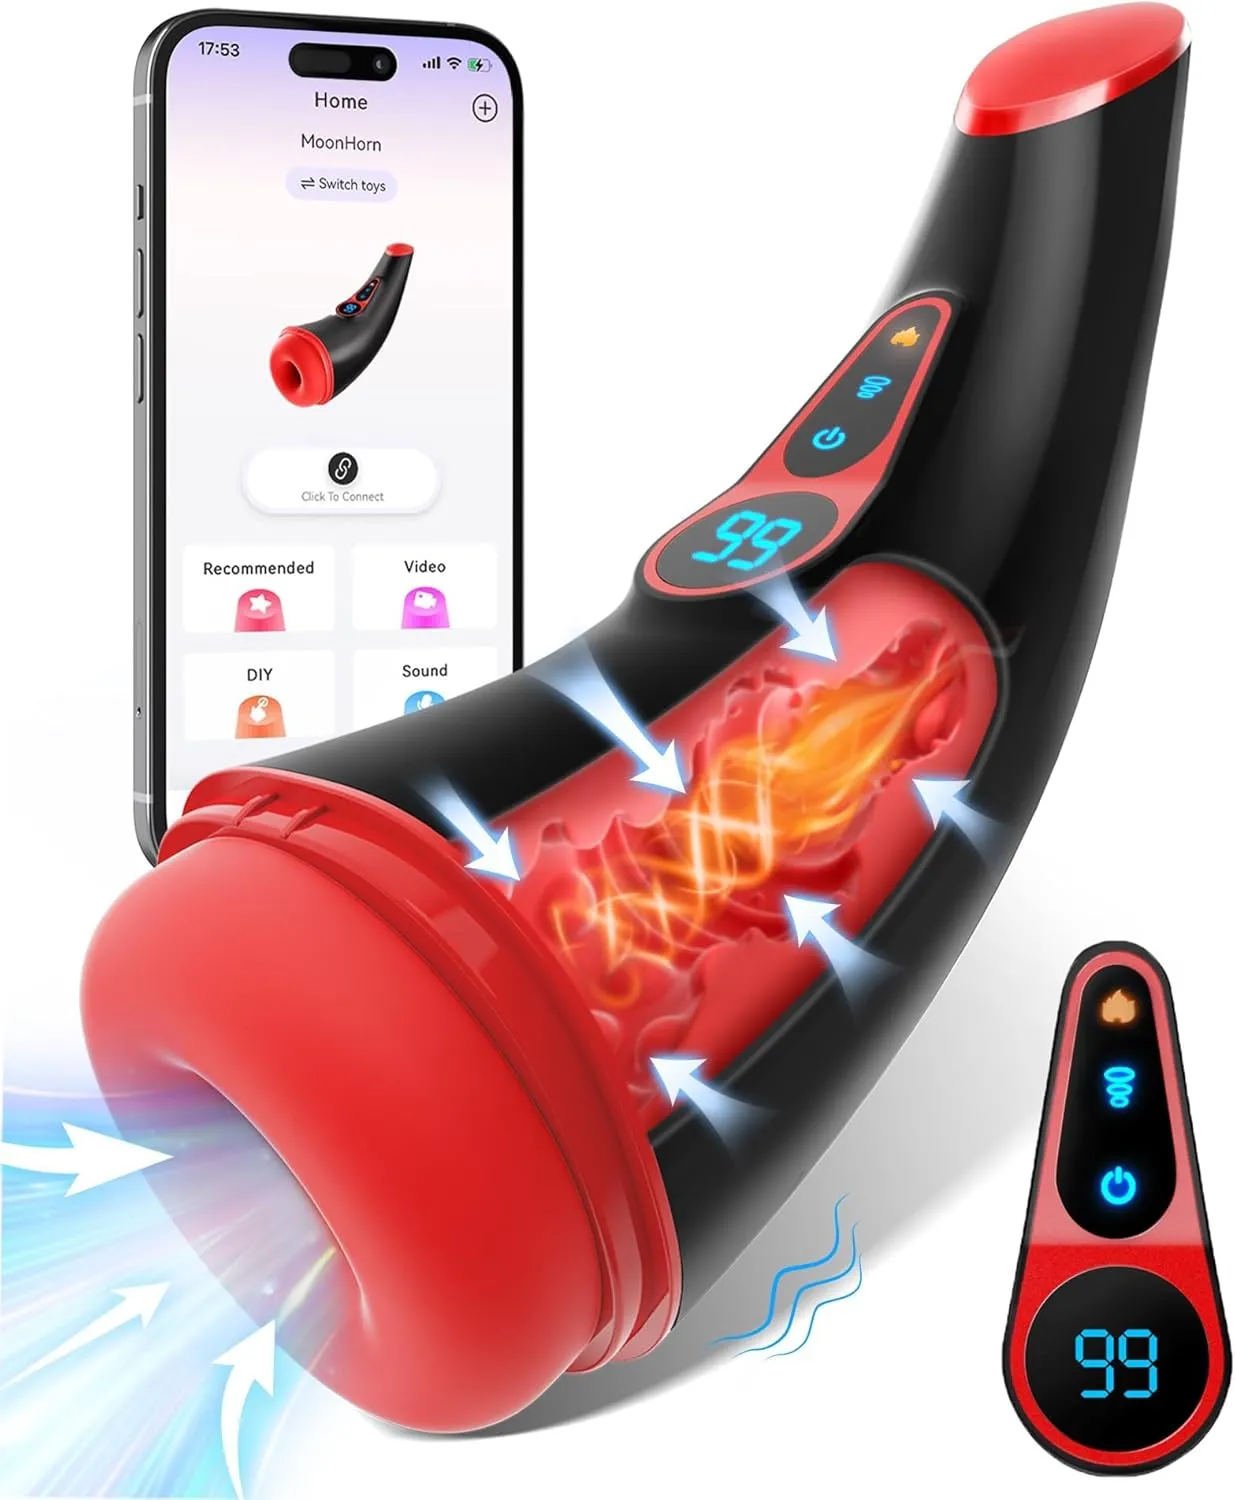 17:53
Home
MoonHorn
⇌ Switch toys
Click To Connect
Recommended
Video
DIY
Sound
99
99